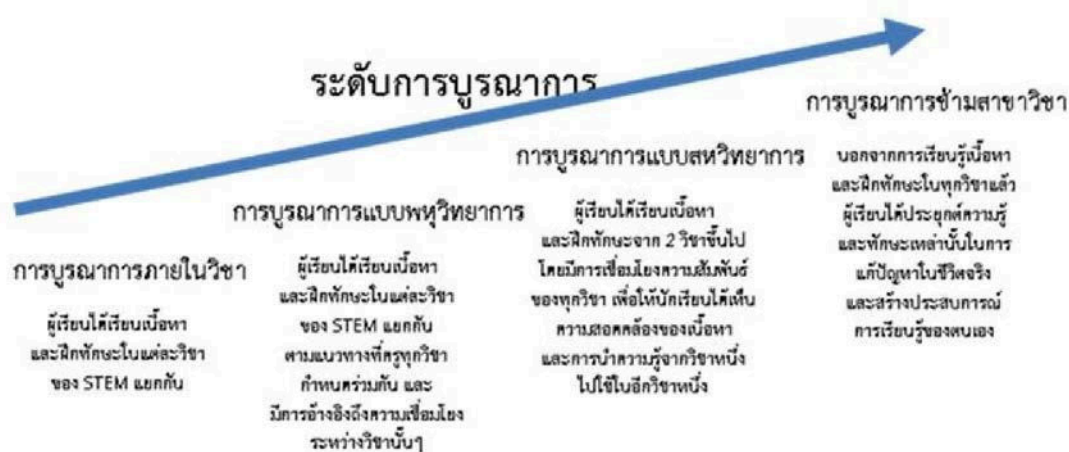 ระดับการบูรณาการ
การบูรณาการภายในวิชา
ผู้เรียนได้เรียนเนื้อหา
และฝึกทักษะในแต่ละวิชา
ของ STEM แยกกัน
การบูรณาการแบบพหุวิทยาการ
ผู้เรียนได้เรียนเนื้อหา
และฝึกทักษะในแต่ละวิชา
ของ STEM แยกกัน
ตามแนวทางที่ครูทุกวิชา
กำหนดร่วมกัน และ
มีการอ้างอิงถึงความเชื่อมโยง
ระหว่างวิชานั้นๆ
การบูรณาการแบบสหวิทยาการ
ผู้เรียนได้เรียนเนื้อหา
และฝึกทักษะจาก 2 วิชาขึ้นไป
โดยมีการเชื่อมโยงความสัมพันธ์
ของทุกวิชา เพื่อให้นักเรียนได้เห็น
ความสอดคล้องของเนื้อหา
และการนำความรู้จากวิชาหนึ่ง
ไปใช้ในอีกวิชาหนึ่ง
การบูรณาการข้ามสาขาวิชา
นอกจากการเรียนรู้เนื้อหา
และฝึกทักษะในทุกวิชาแล้ว
ผู้เรียนได้ประยุกต์ความรู้
และทักษะเหล่านั้นในการ
แก้ปัญหาในชีวิตจริง
และสร้างประสบการณ์
การเรียนรู้ของตนเอง